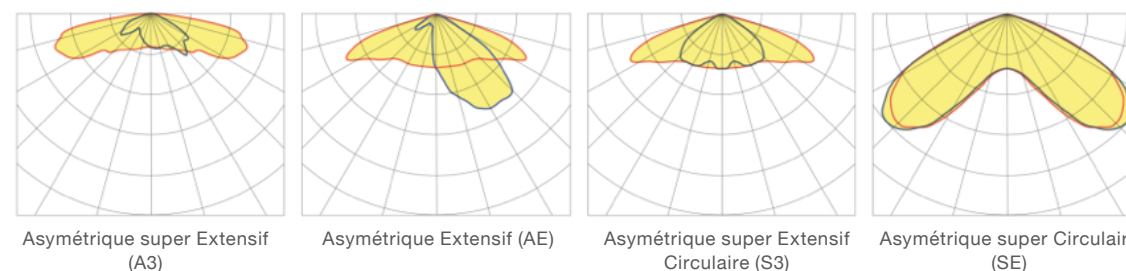 Asymétrique super Extensif
(A3)
Asymétrique Extensif (AE)
Asymétrique super Extensif
Circulaire (S3)
Asymétrique super Circulair
(SE)